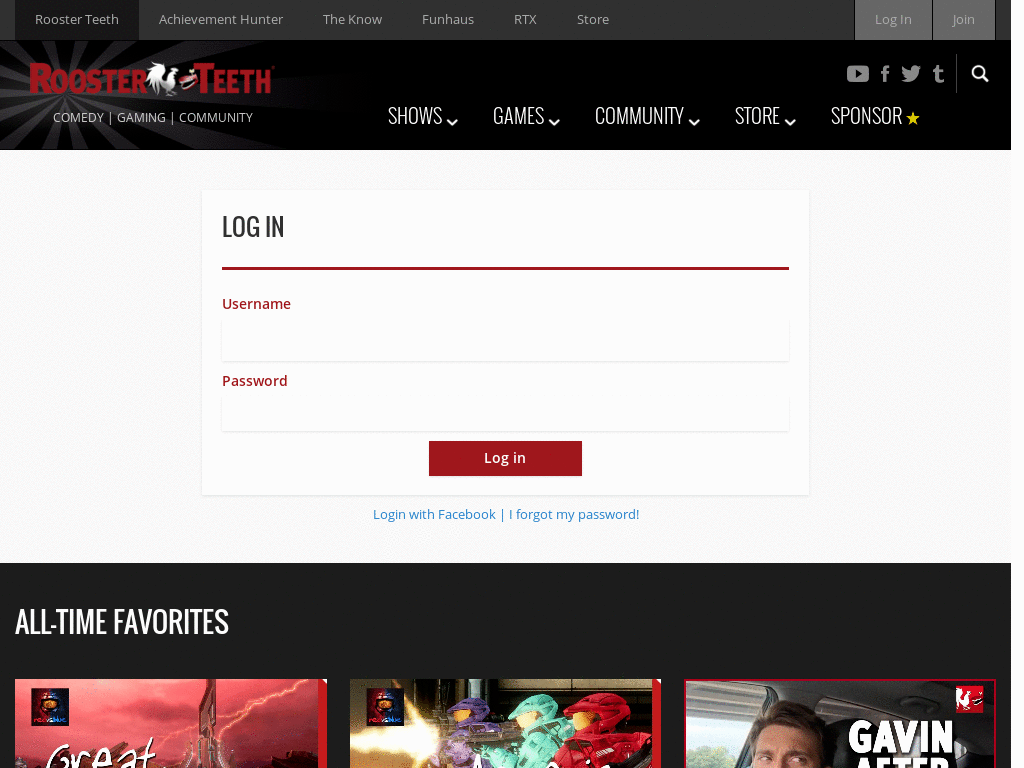 Rooster Teeth Achievement Hunter The Know Funhaus RTX Store Log In Join
ROOSTER TEETH
COMEDY | GAMING | COMMUNITY
SHOWS GAMES COMMUNITY STORE SPONSOR
LOG IN
Username
Password
Log in
Login with Facebook | I forgot my password!
ALL-TIME FAVORITES
Great
GAVIN
AFTER